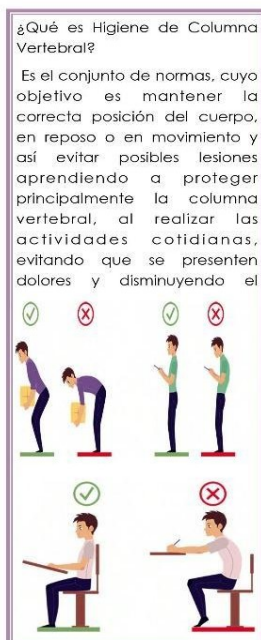 ¿Qué es Higiene de Columna
Vertebral?
Es el conjunto de normas, cuyo
objetivo es mantener la
correcta posición del cuerpo,
en reposo o en movimiento y
así evitar posibles lesiones
aprendiendo a proteger
principalmente la columna
vertebral, al realizar las
actividades cotidianas,
evitando que se presenten
dolores y disminuyendo el